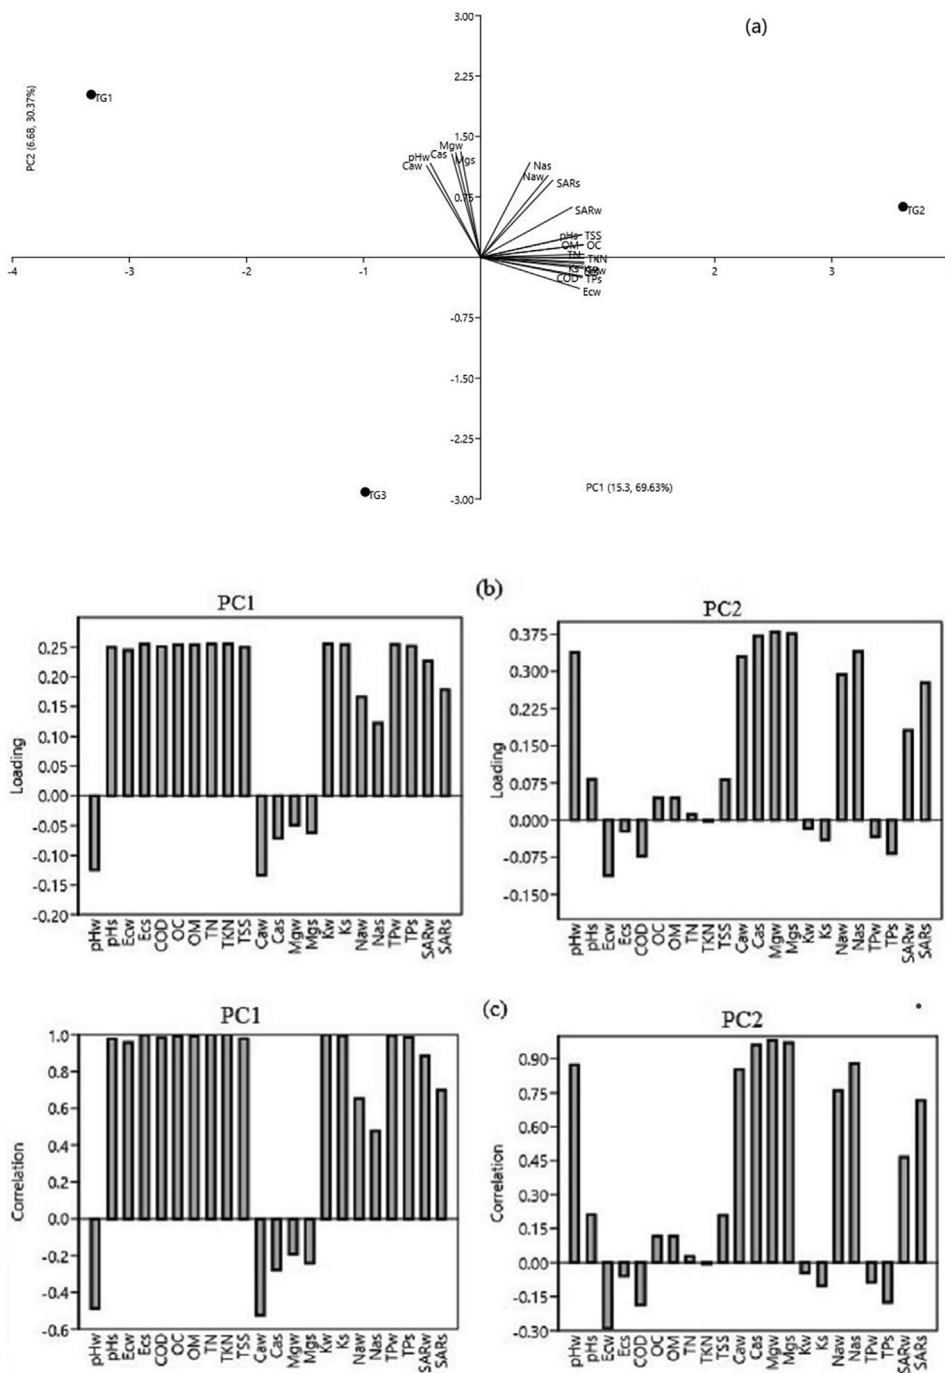 (a)
3.00
2.25
1.50
0.75
-0.75
-1.50
-2.25
-3.00
-4
-3
-2
-1
2
3
PC2 (6.68, 30.37%)
PC1 (15.3, 69.63%)
TG1
TG2
TG3
Mgw
pHw
Cas
Mgs
Caw
Nas
Naw
SARs
SARw
pHs
TSS
OM
OC
TN
TKN
Ks
COD
TPs
Ecw
(b)
PC1
Loading
0.25
0.20
0.15
0.10
0.05
0.00
-0.05
-0.10
-0.15
-0.20
pHw pHs Ecw Ecs COD OC OM TN TKN TSS Caw Cas Mgw Mgs Kw Ks Naw Nas TPw TPs SARw SARs
PC2
Loading
0.375
0.300
0.225
0.150
0.075
0.000
-0.075
-0.150
pHw pHs Ecw Ecs COD OC OM TN TKN TSS Caw Cas Mgw Mgs Kw Ks Naw Nas TPw TPs SARw SARs
(c)
PC1
Correlation
1.0
0.8
0.6
0.4
0.2
0.0
-0.2
-0.4
-0.6
pHw pHs Ecw Ecs COD OC OM TN TKN TSS Caw Cas Mgw Mgs Kw Ks Naw Nas TPw TPs SARw SARs
PC2
Correlation
0.90
0.75
0.60
0.45
0.30
0.15
0.00
-0.15
-0.30
pHw pHs Ecw Ecs COD OC OM TN TKN TSS Caw Cas Mgw Mgs Kw Ks Naw Nas TPw TPs SARw SARs